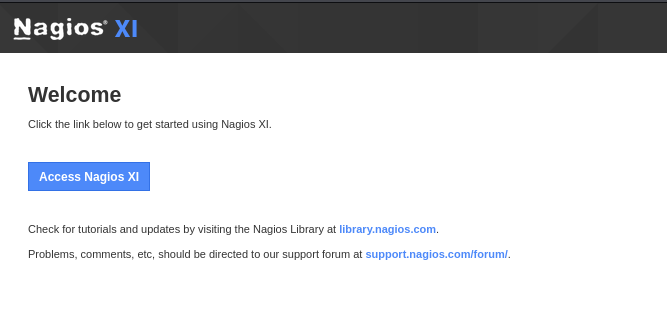 Nagios® XI
Welcome
Click the link below to get started using Nagios XI.
Access Nagios XI
Check for tutorials and updates by visiting the Nagios Library at library.nagios.com.
Problems, comments, etc, should be directed to our support forum at support.nagios.com/forum/.